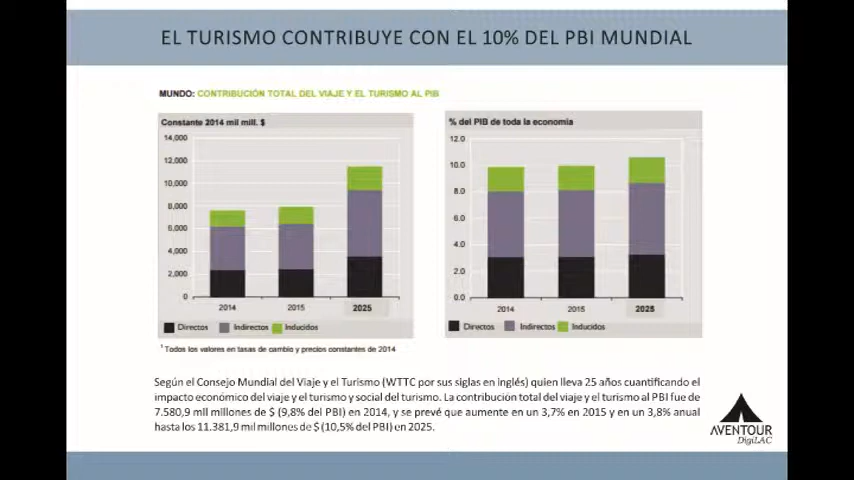 EL TURISMO CONTRIBUYE CON EL 10% DEL PBI MUNDIAL
MUNDO: CONTRIBUCIÓN TOTAL DEL VIAJE Y EL TURISMO AL PIB
Constante 2014 mil mill. $
14,000
12,000
10,000
8,000
6,000
4,000
2,000
0
2014
2015
2025
Directos
Indirectos
Inducidos
% del PIB de toda la economia
12.0
10.0
8.0
6.0
4.0
2.0
0.0
2014
2015
2025
Directos
Indirectos
Inducidos
1 Todos los valores en tasas de cambio y precios constantes de 2014
Según el Consejo Mundial del Viaje y el Turismo (WTTC por sus siglas en inglés) quien lleva 25 años cuantificando el
impacto económico del viaje y el turismo y social del turismo. La contribución total del viaje y el turismo al PBI fue de
7.580,9 mil millones de $ (9,8% del PBI) en 2014, y se prevé que aumente en un 3,7% en 2015 y en un 3,8% anual
hasta los 11.381,9 mil millones de $ (10,5% del PBI) en 2025.
AVENTOUR
DigiLAC